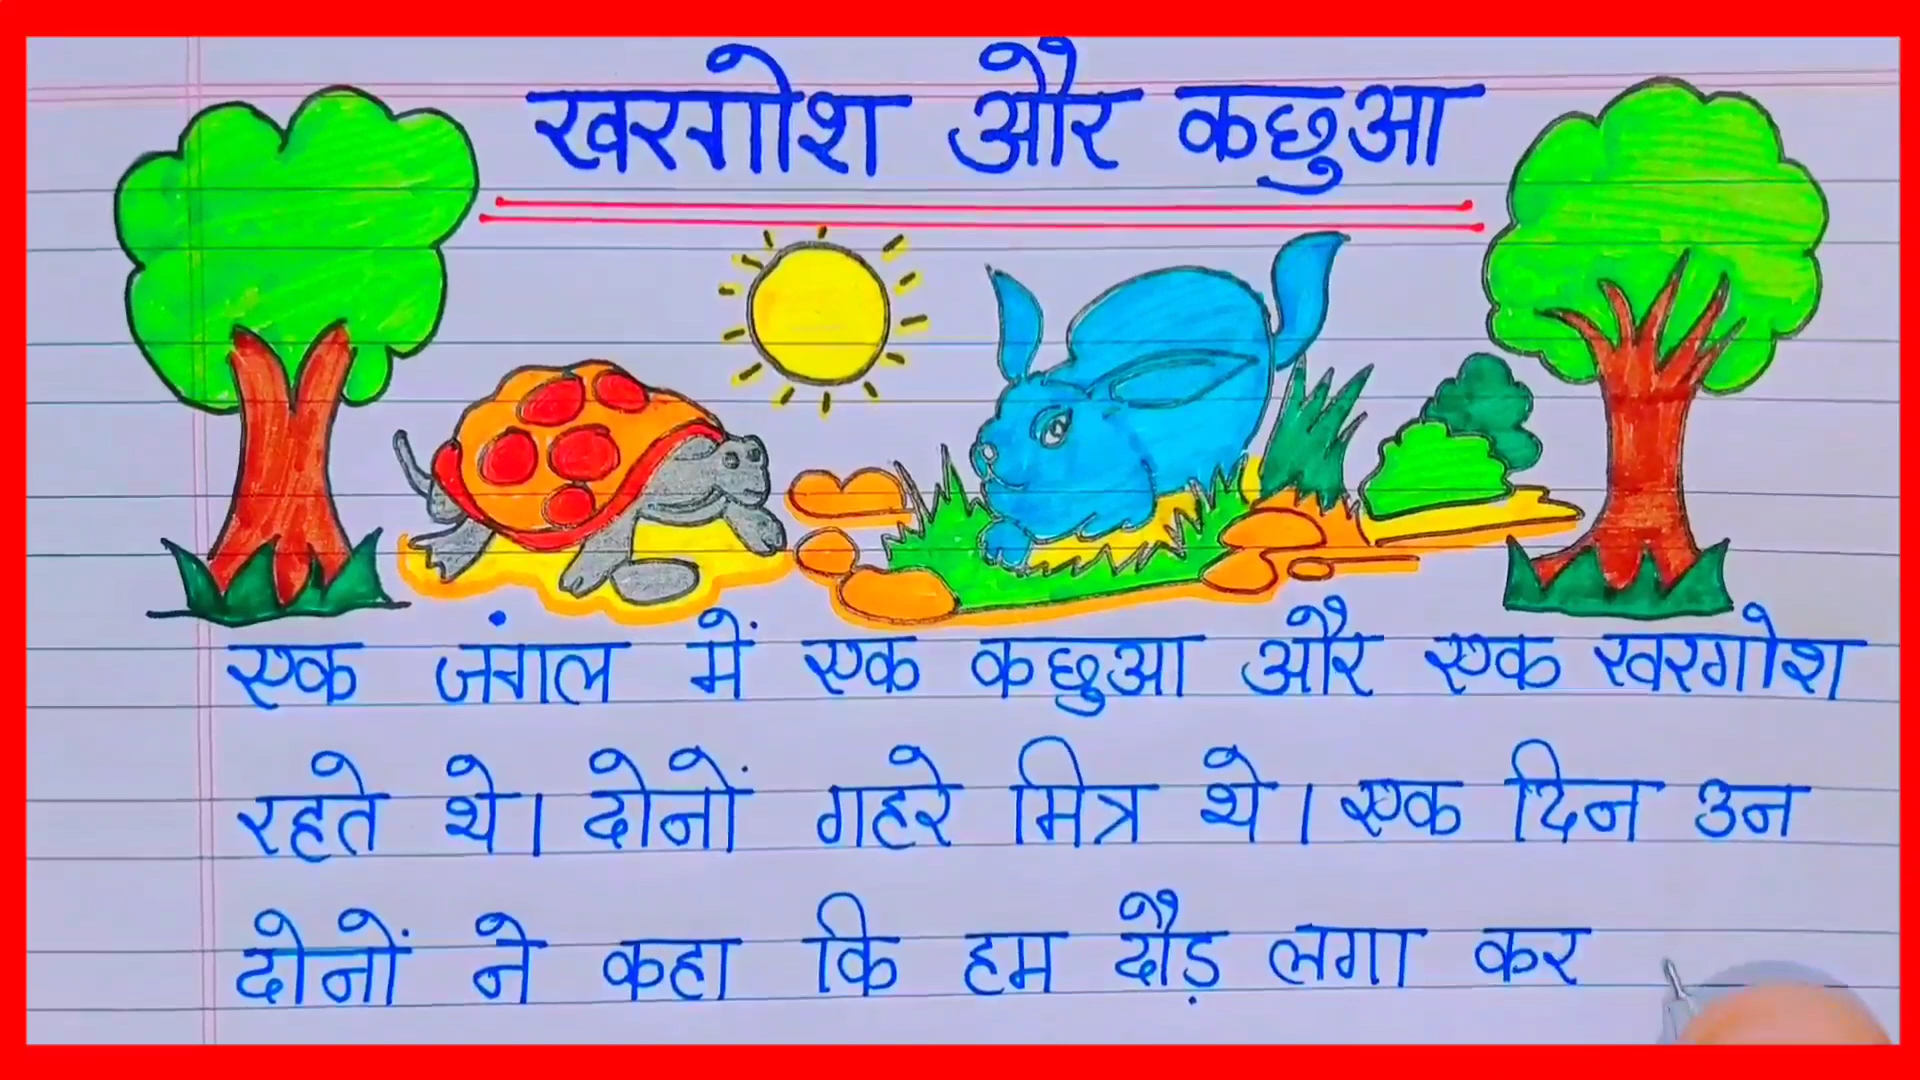 खरगोश और कछुआ
एक जंगल में एक कछुआ और एक खरगोश
रहते थे। दोनों गहरे मित्र थे। एक दिन उन
दोनों ने कहा कि हम दौड़ लगा कर